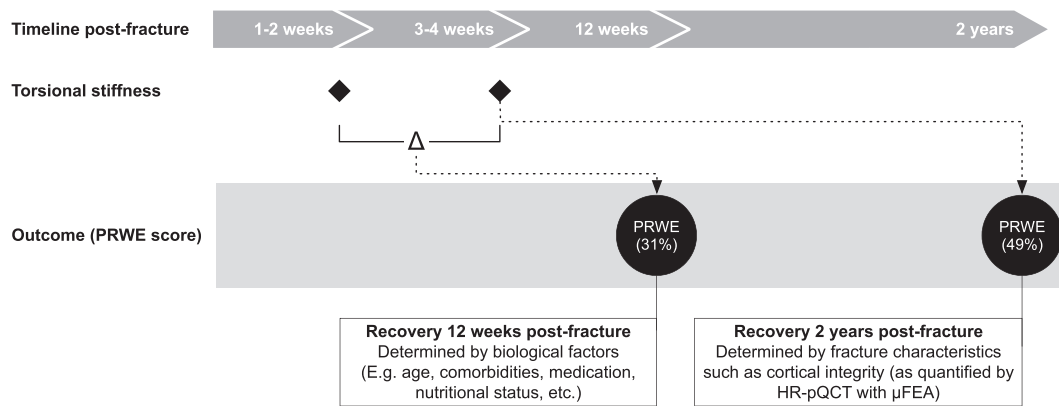 Timeline post-fracture
1-2 weeks
3-4 weeks
12 weeks
2 years
Torsional stiffness
Δ
Outcome (PRWE score)
PRWE
(31%)
PRWE
(49%)
Recovery 12 weeks post-fracture
Determined by biological factors
(E.g. age, comorbidities, medication,
nutritional status, etc.)
Recovery 2 years post-fracture
Determined by fracture characteristics
such as cortical integrity (as quantified by
HR-pQCT with µFEA)